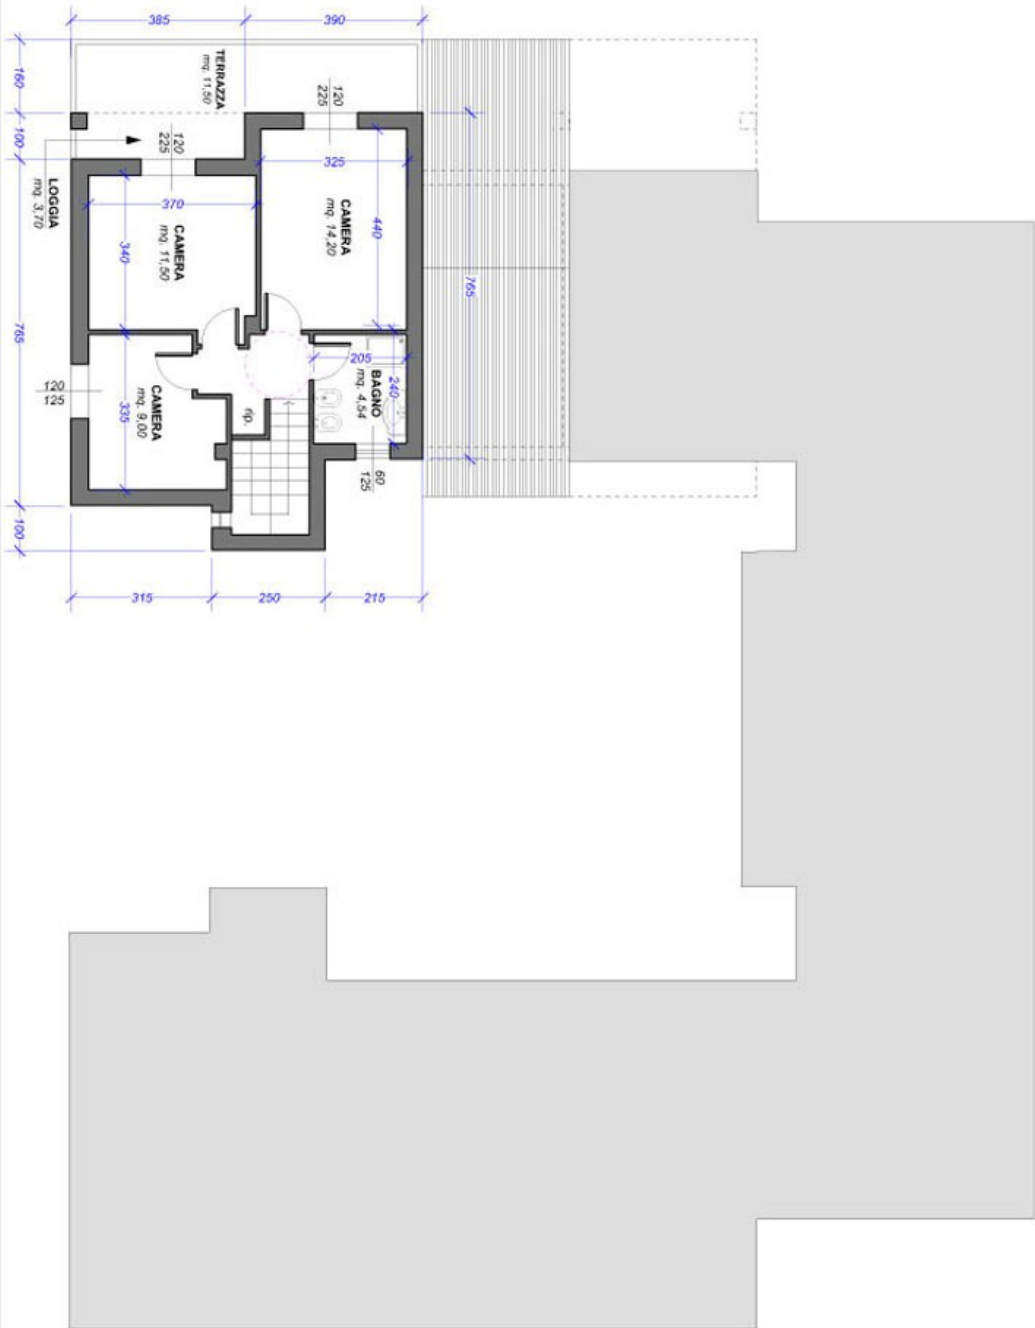 385
390
160
100
765
100
TERRAZZA
mq. 11,50
120
225
120
225
LOGGIA
mq. 3,70
325
370
CAMERA
mq. 14,20
440
CAMERA
mq. 11,50
340
765
205
BAGNO
mq. 4,54
240
120
125
CAMERA
mq. 9,00
335
rip.
60
125
315
250
215